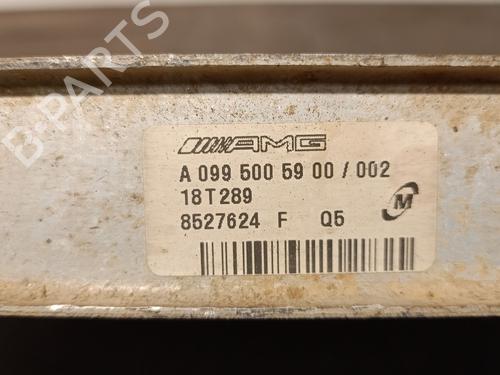 B-PARTS
AMG
A 099 500 59 00 / 002
18T289
8527624 F Q5
M